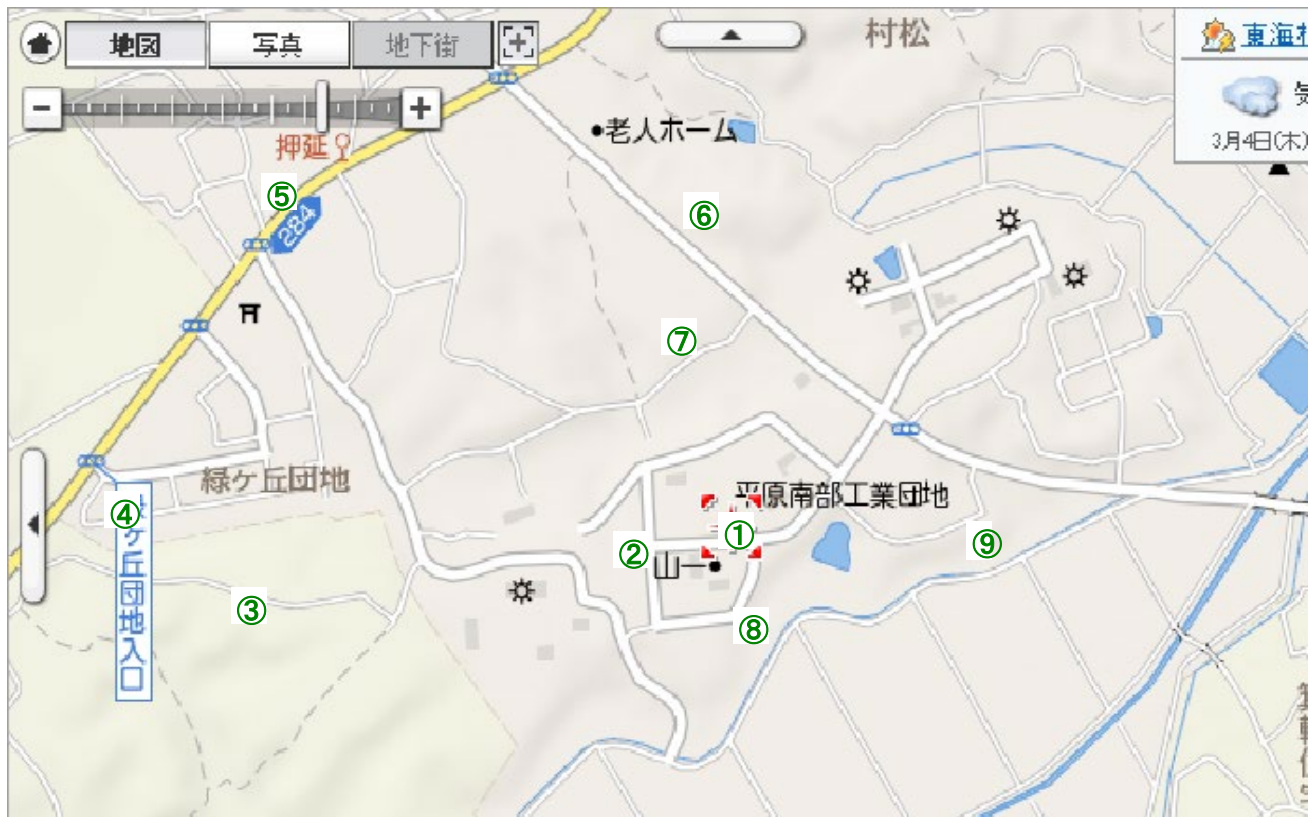 地図
写真
地下街
村松
東海村
3月4日(木)
老人ホーム
押延
⑤
284
⑥
⑦
緑ケ丘団地
平原南部工業団地
④
ケ丘団地入口
①
②
山一
⑨
③
⑧